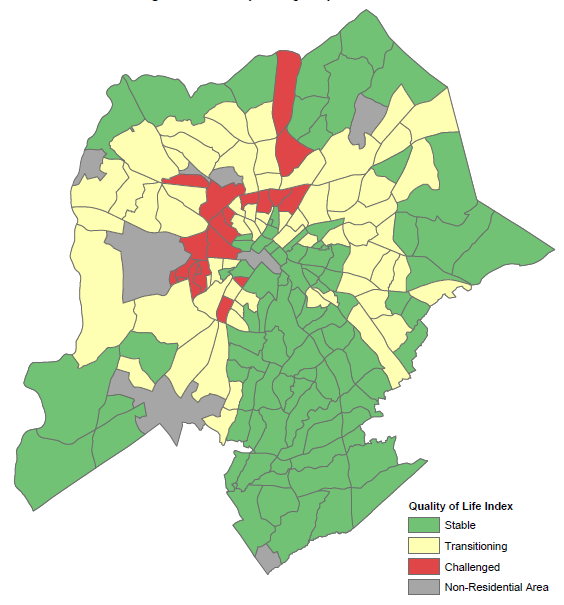 Quality of Life Index
Stable
Transitioning
Challenged
Non-Residential Area